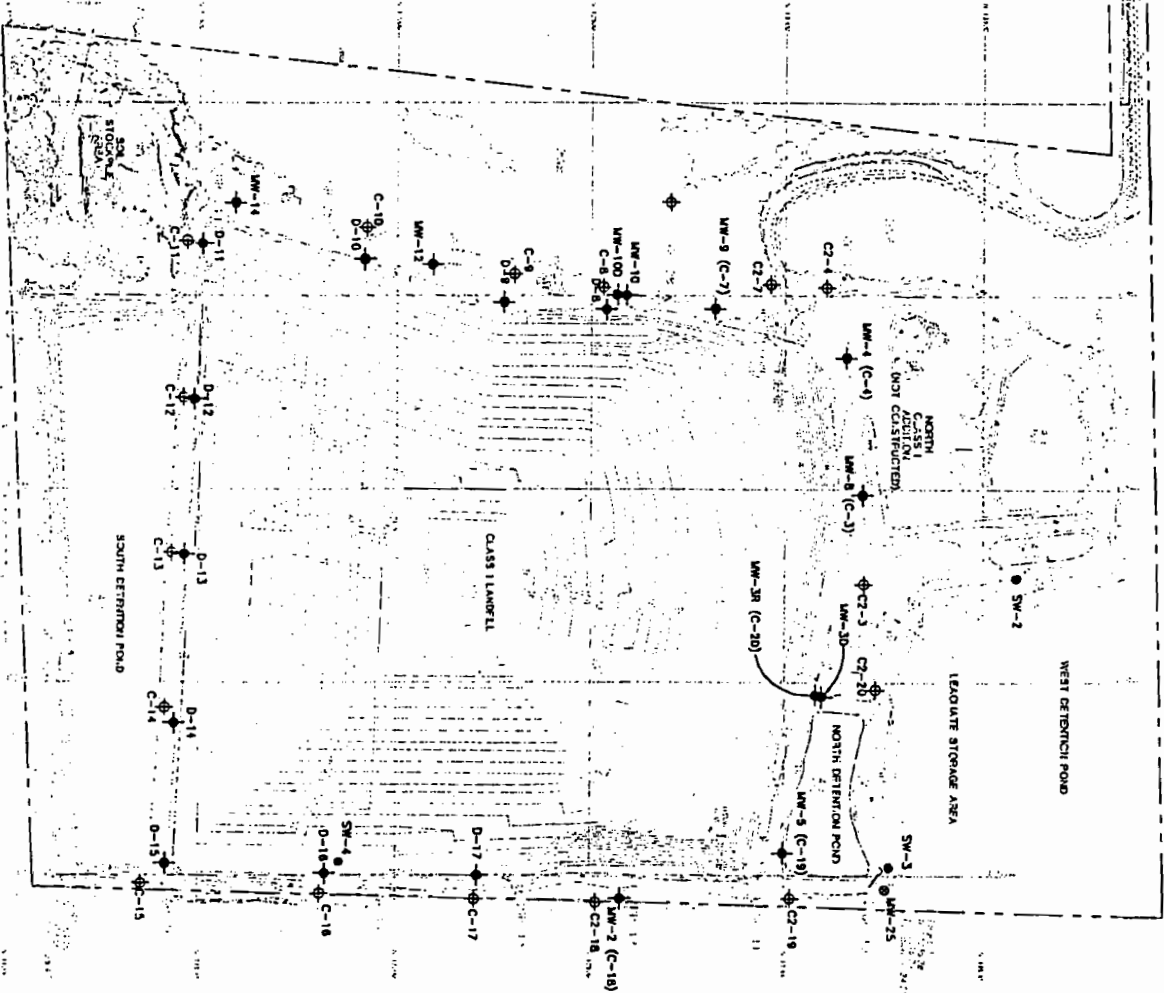 SOIL
STOCKPILE
AREA
MW-14
C-11
D-11
C-10
D-10
MW-12
C-9
D-9
MW-10
MW-10D
C-8
D-8
MW-9 (C-7)
C2-7
C2-4
MW-4 (C-4)
NORTH
CLASS I
ADDITION
(NOT CONSTRUCTED)
MW-8 (C-3)
SW-2
WEST DETENTION POND
C-12
D-12
C-13
D-13
SOUTH DETENTION POND
CLASS I LANDFILL
C2-3
MW-3D
MW-3R (C-20)
C2-20
LEACHATE STORAGE AREA
NORTH DETENTION POND
C-14
D-14
MW-5 (C-19)
SW-3
MW-25
C2-19
D-15
C-15
SW-4
D-16
C-16
D-17
C-17
C2-18
MW-2 (C-18)